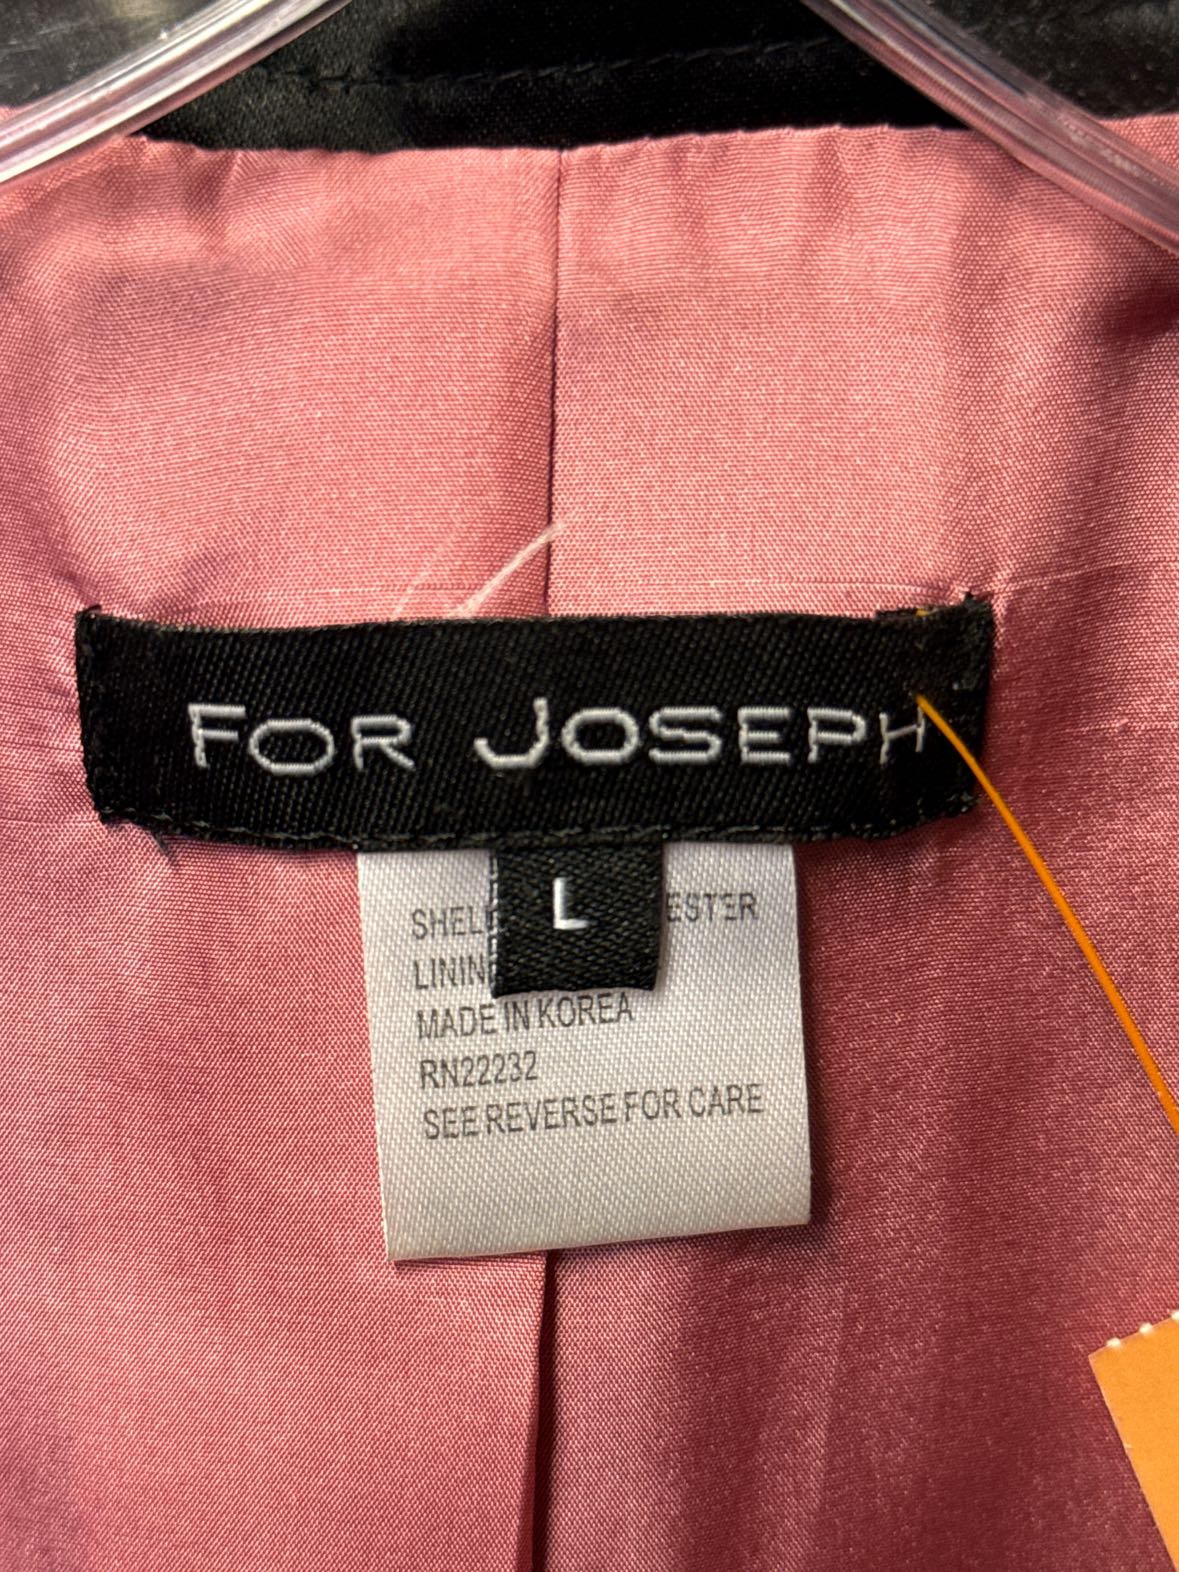 FOR JOSEPH
L
SHEL ESTER
LININ
MADE IN KOREA
RN22232
SEE REVERSE FOR CARE